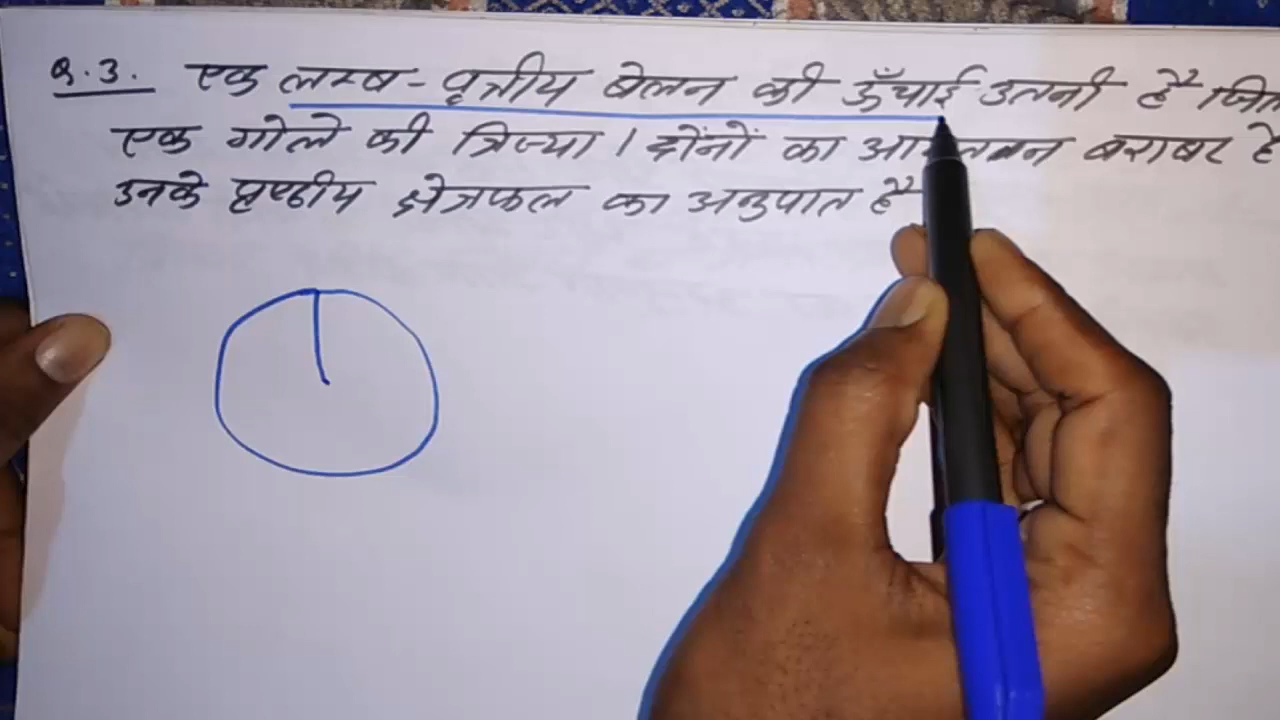 Q.3. एक लम्ब-वृत्तीय बेलन की ऊँचाई उतनी है
एक गोले की त्रिज्या। दोंनों का बराबर है
उनके पृष्ठीय क्षेत्रफल का अनुपात है